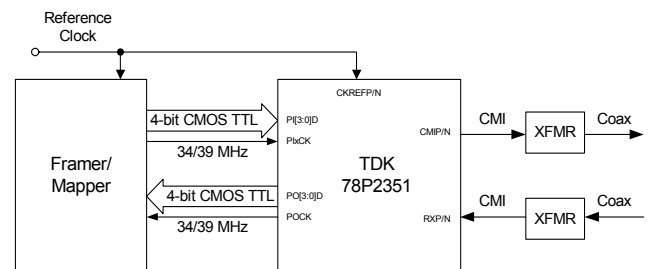 Reference
Clock
CKREFP/N
4-bit CMOS TTL
PI[3:0]D
34/39 MHz
PIxCK
Framer/
Mapper
TDK
78P2351
4-bit CMOS TTL
PO[3:0]D
34/39 MHz
POCK
CMIP/N
CMI
XFMR
Coax
RXP/N
CMI
XFMR
Coax